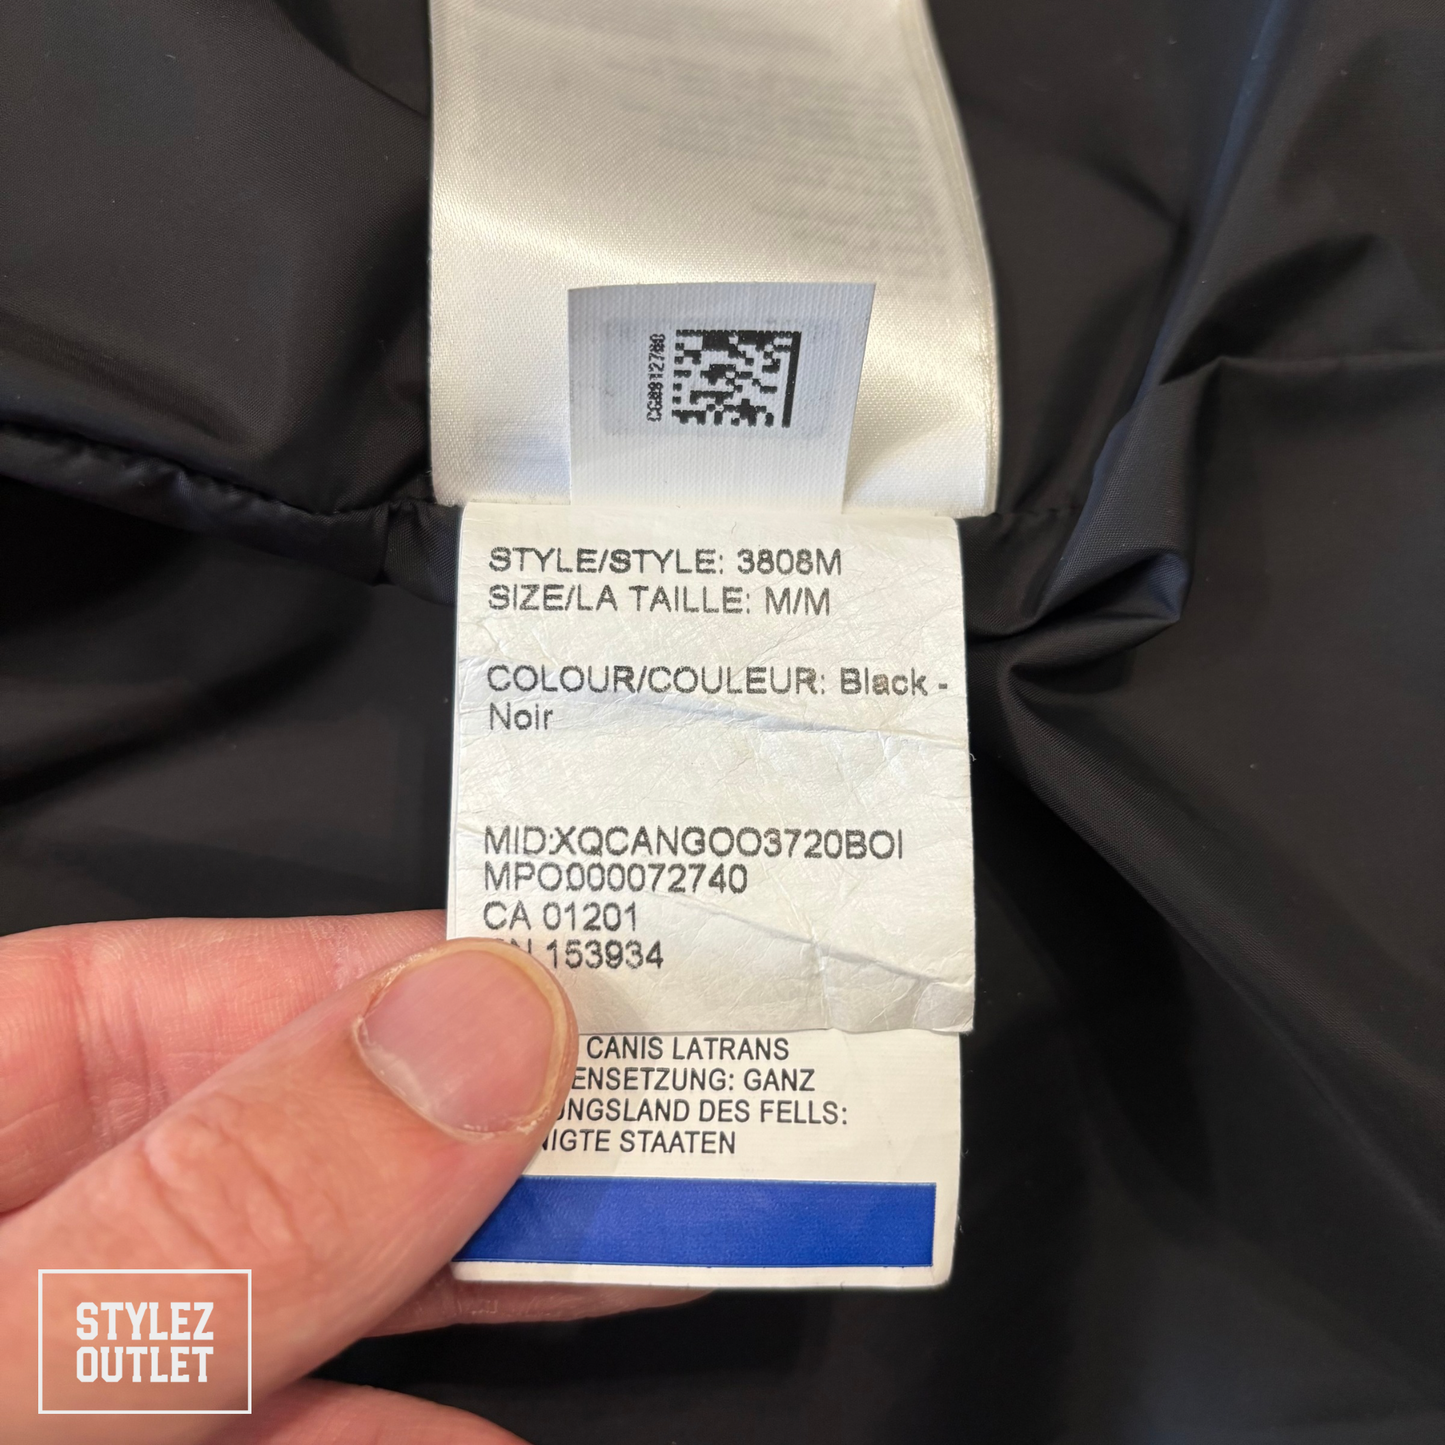 CG8812780
STYLE/STYLE: 3808M
SIZE/LA TAILLE: M/M
COLOUR/COULEUR: Black -
Noir
MID:XQCANGOO3720BOI
MPO000072740
CA 01201
153934
CANIS LATRANS
ENSETZUNG: GANZ
UNGSLAND DES FELLS:
NIGTE STAATEN
STYLEZ
OUTLET